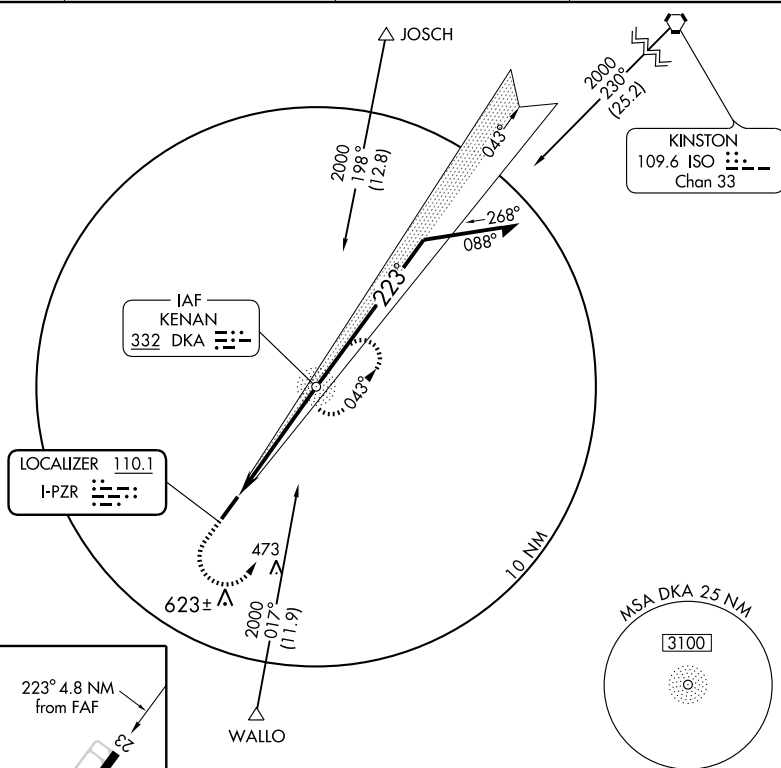 JOSCH
2000
230°
(25.2)
KINSTON
109.6 ISO
Chan 33
2000
198°
(12.8)
043°
268°
088°
223°
IAF
KENAN
332 DKA
043°
LOCALIZER 110.1
I-PZR
473
623±
10 NM
2000
017°
(11.9)
MSA DKA 25 NM
3100
223° 4.8 NM
from FAF
23
WALLO